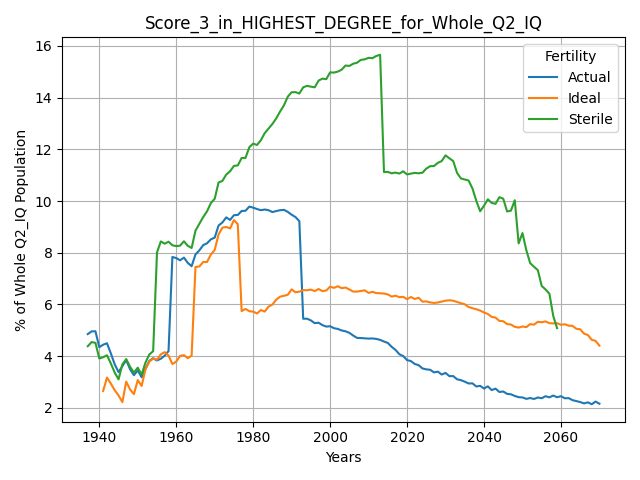 Score_3_in_HIGHEST_DEGREE_for_Whole_Q2_IQ
Fertility
Actual
Ideal
Sterile
% of Whole Q2_IQ Population
16
14
12
10
8
6
4
2
1940 1960 1980 2000 2020 2040 2060
Years